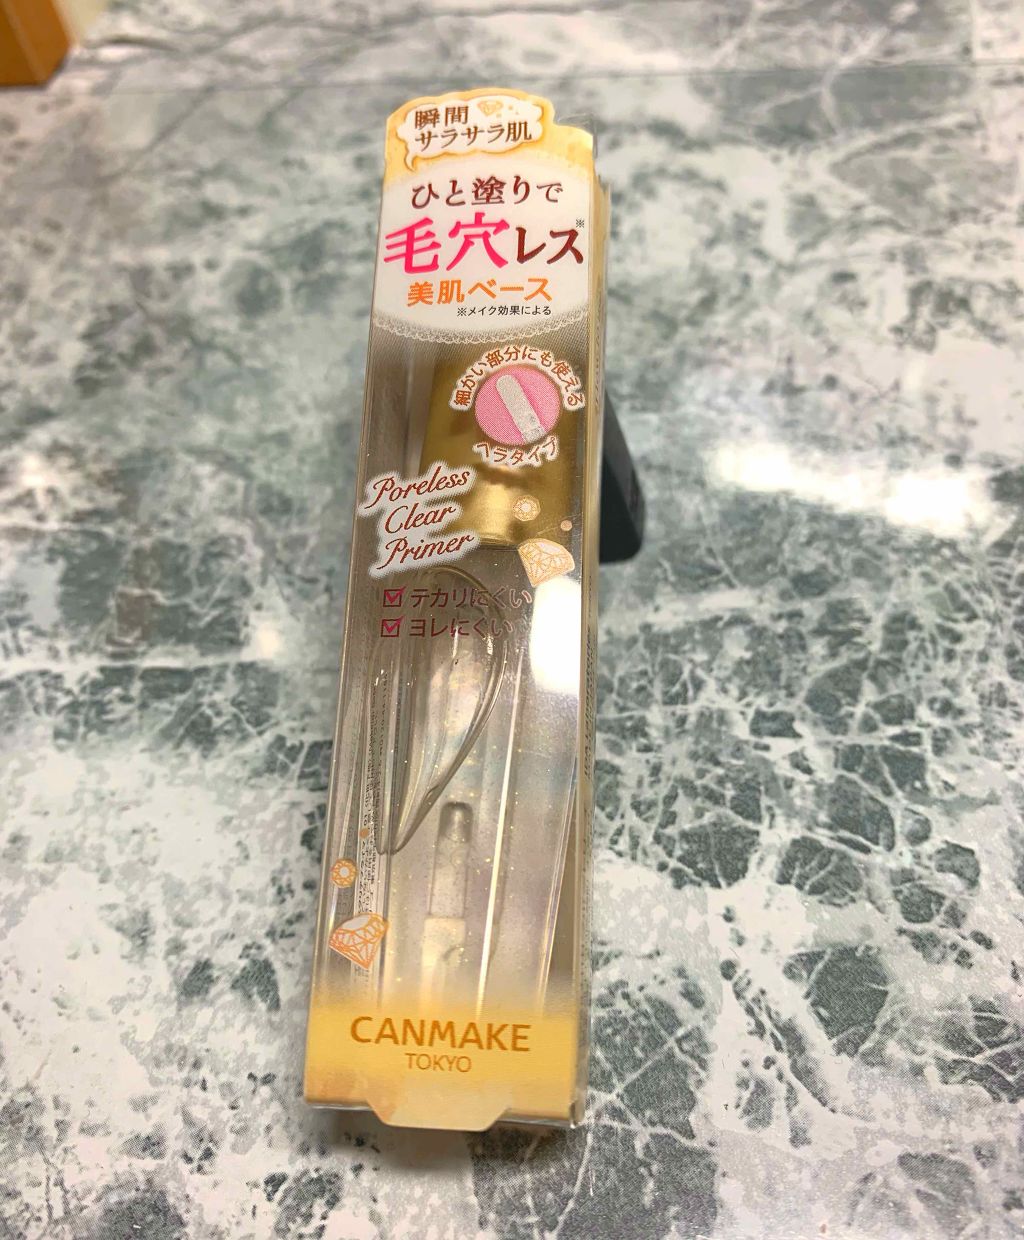 瞬間
サラサラ肌
ひと塗りで
毛穴レス※
美肌ベース
※メイク効果による
細かい部分にも使える
ヘラタイプ
Poreless
Clear
Primer
☑テカリにくい
☑ヨレにくい
CANMAKE
TOKYO